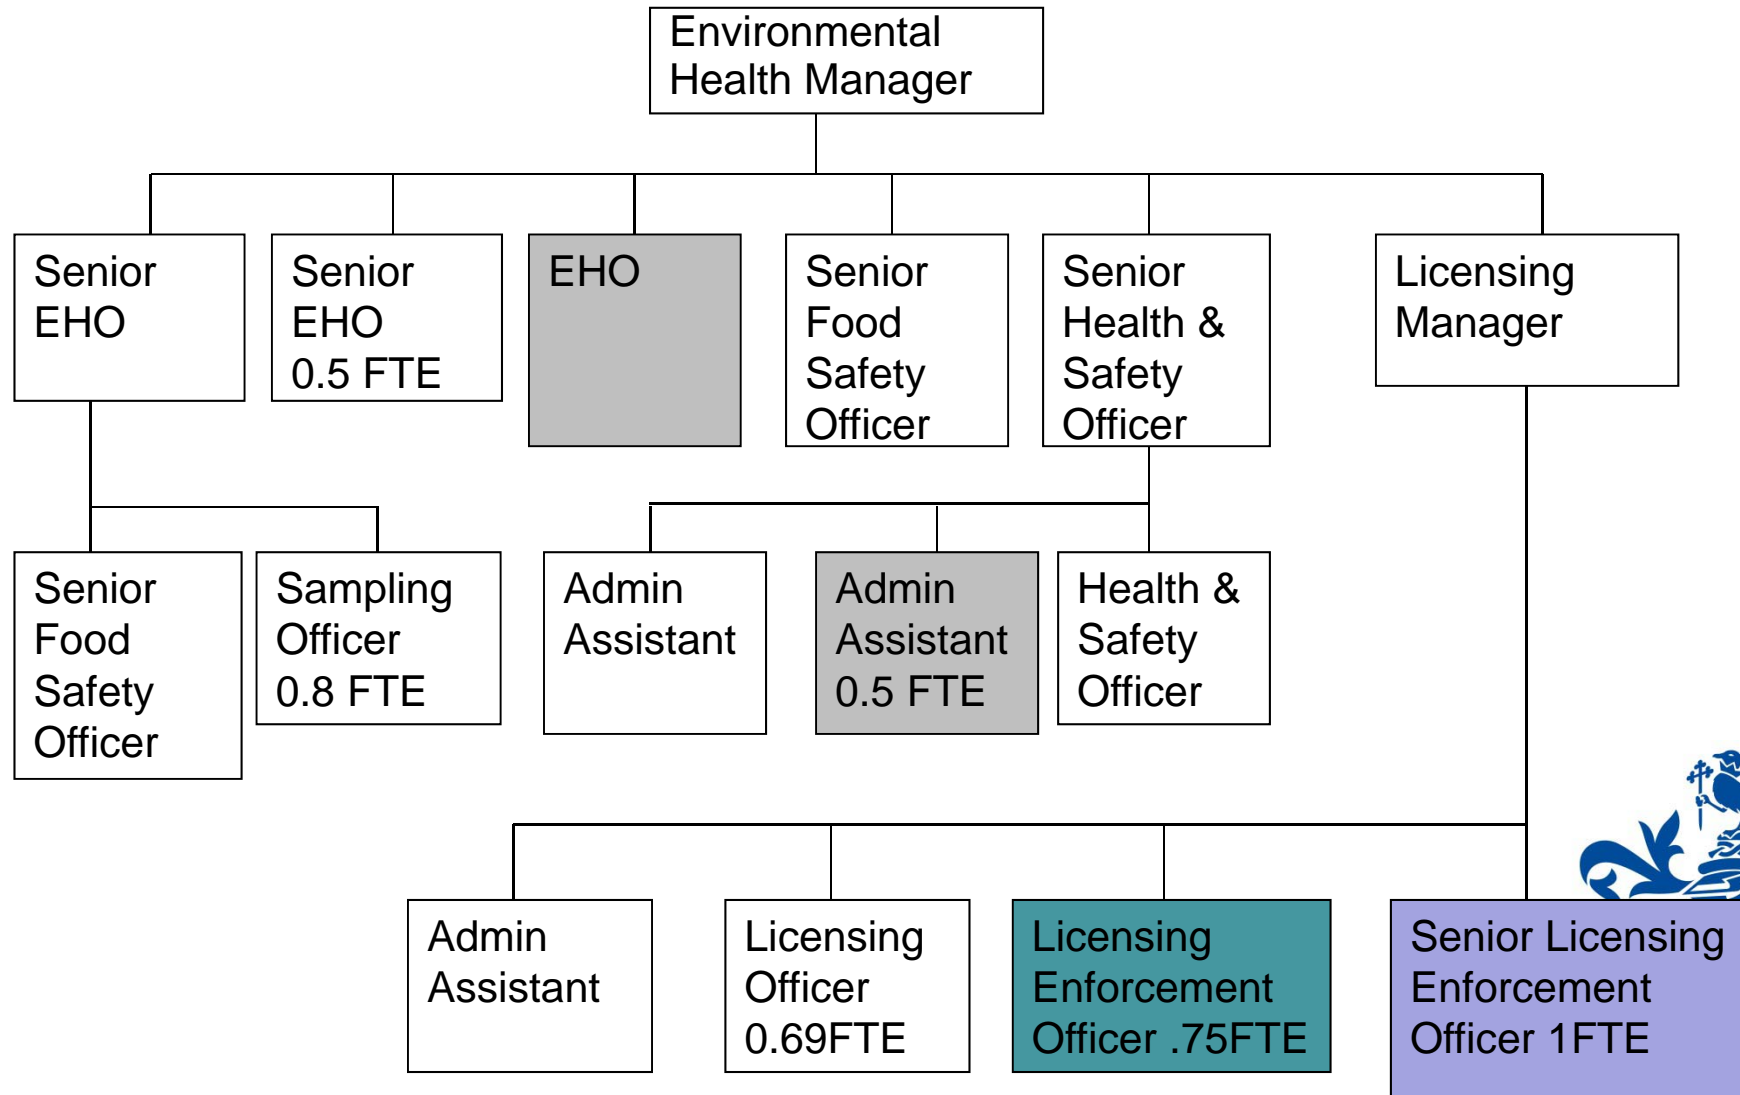 Environmental
Health Manager
Senior
EHO
Senior
EHO
0.5 FTE
EHO
Senior
Food
Safety
Officer
Senior
Health &
Safety
Officer
Licensing
Manager
Senior
Food
Safety
Officer
Sampling
Officer
0.8 FTE
Admin
Assistant
Admin
Assistant
0.5 FTE
Health &
Safety
Officer
Admin
Assistant
Licensing
Officer
0.69FTE
Licensing
Enforcement
Officer .75FTE
Senior Licensing
Enforcement
Officer 1FTE